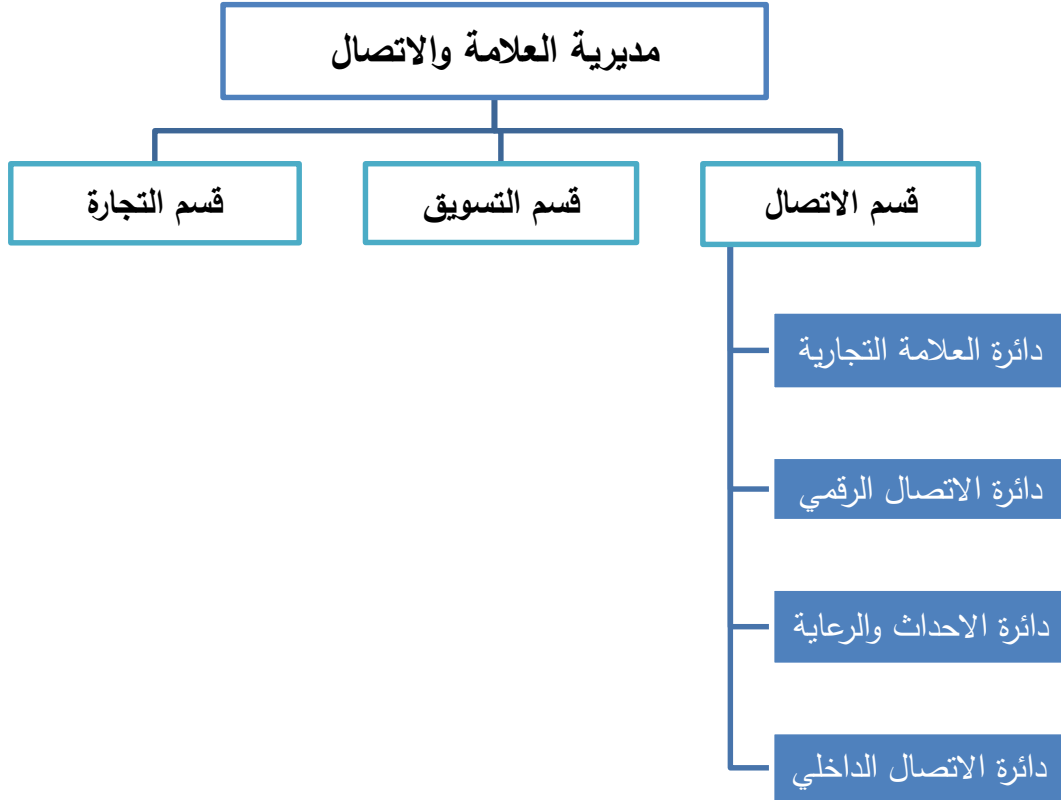 مديرية العلامة والاتصال
قسم الاتصال
قسم التسويق
قسم التجارة
دائرة العلامة التجارية
دائرة الاتصال الرقمي
دائرة الاحداث والرعاية
دائرة الاتصال الداخلي